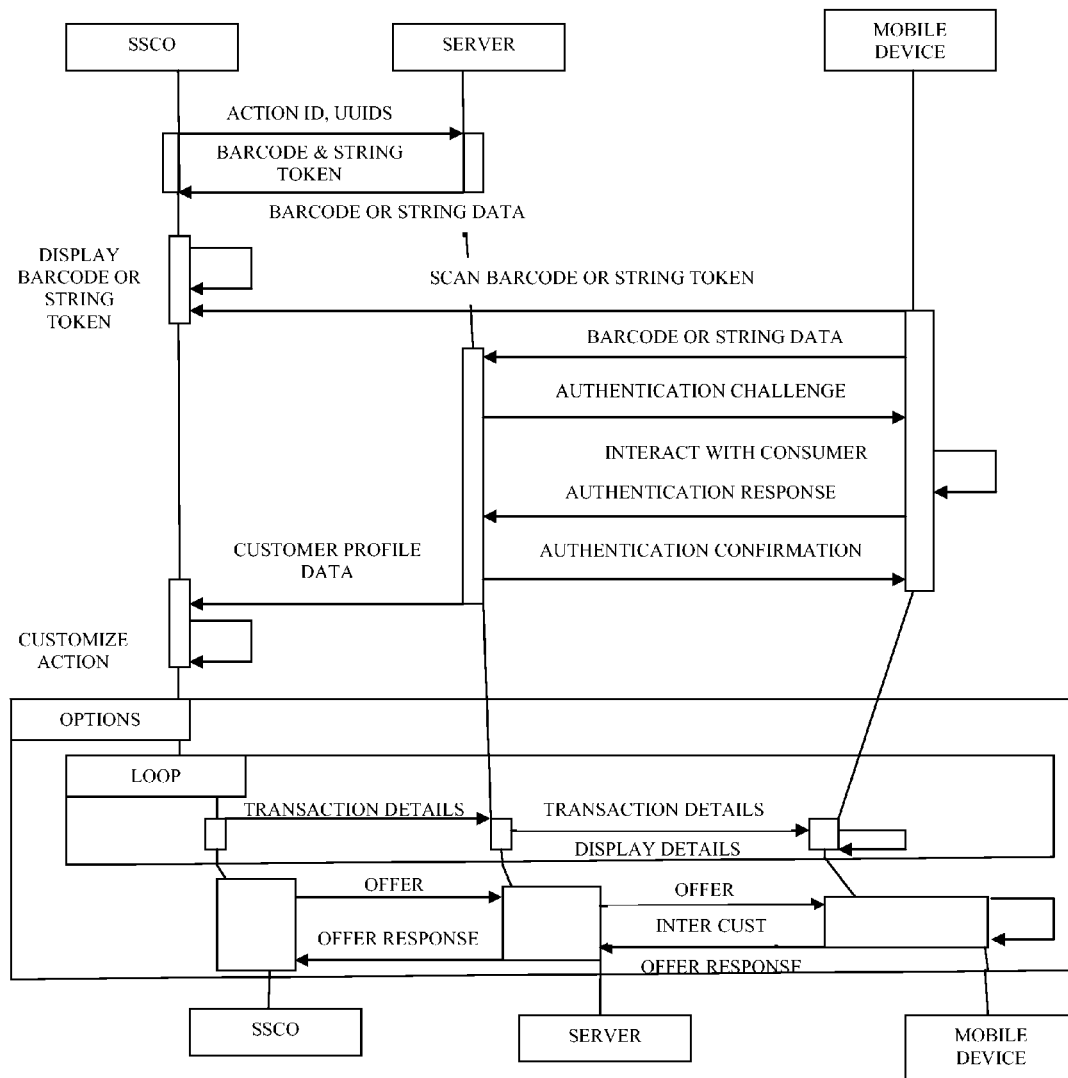 SSCO
SERVER
MOBILE
DEVICE
ACTION ID, UUIDS
BARCODE & STRING
TOKEN
BARCODE OR STRING DATA
DISPLAY
BARCODE OR
STRING
TOKEN
SCAN BARCODE OR STRING TOKEN
BARCODE OR STRING DATA
AUTHENTICATION CHALLENGE
INTERACT WITH CONSUMER
AUTHENTICATION RESPONSE
CUSTOMER PROFILE
DATA
AUTHENTICATION CONFIRMATION
CUSTOMIZE
ACTION
OPTIONS
LOOP
TRANSACTION DETAILS
TRANSACTION DETAILS
DISPLAY DETAILS
OFFER
OFFER
INTER CUST
OFFER RESPONSE
OFFER RESPONSE
SSCO
SERVER
MOBILE
DEVICE